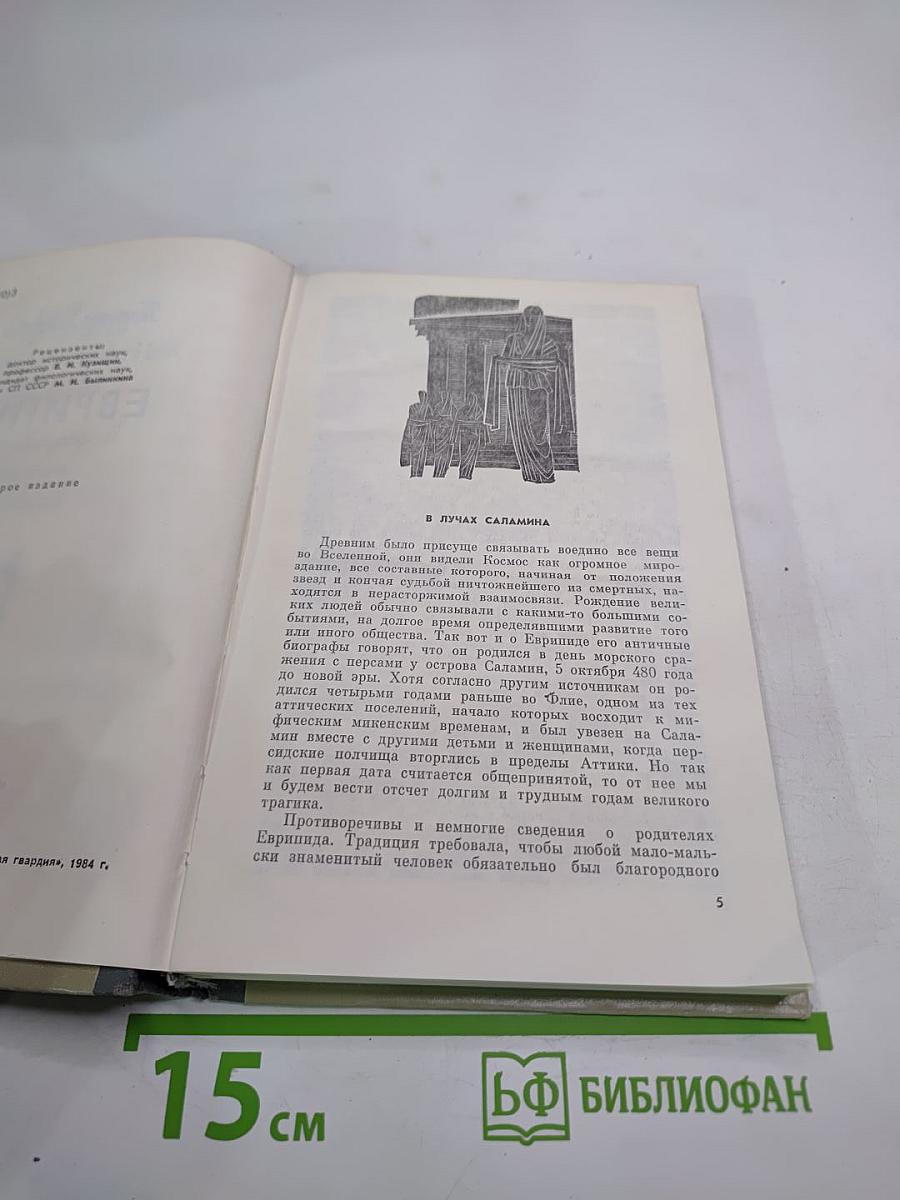 Рецензенты:
доктор исторических наук,
профессор В. И. Кузищин,
кандидат филологических наук,
СП СССР М. Н. Былинкина
рое издание
ая гвардия», 1984 г.
В ЛУЧАХ САЛАМИНА
Древним было присуще связывать воедино все вещи
во Вселенной, они видели Космос как огромное миро-
здание, все составные которого, начиная от положения
звезд и кончая судьбой ничтожнейшего из смертных, на-
ходятся в нерасторжимой взаимосвязи. Рождение вели-
ких людей обычно связывали с какими-то большими со-
бытиями, на долгое время определявшими развитие того
или иного общества. Так вот и о Еврипиде его античные
биографы говорят, что он родился в день морского сра-
жения с персами у острова Саламин, 5 октября 480 года
до новой эры. Хотя согласно другим источникам он ро-
дился четырьмя годами раньше во Флие, одном из тех
аттических поселений, начало которых восходит к ми-
фическим микенским временам, и был увезен на Сала-
мин вместе с другими детьми и женщинами, когда пер-
сидские полчища вторглись в пределы Аттики. Но так
как первая дата считается общепринятой, то от нее мы
и будем вести отсчет долгим и трудным годам великого
трагика.
Противоречивы и немногие сведения о родителях
Еврипида. Традиция требовала, чтобы любой мало-маль-
ски знаменитый человек обязательно был благородного
5
15 см
БФ БИБЛИОФАН